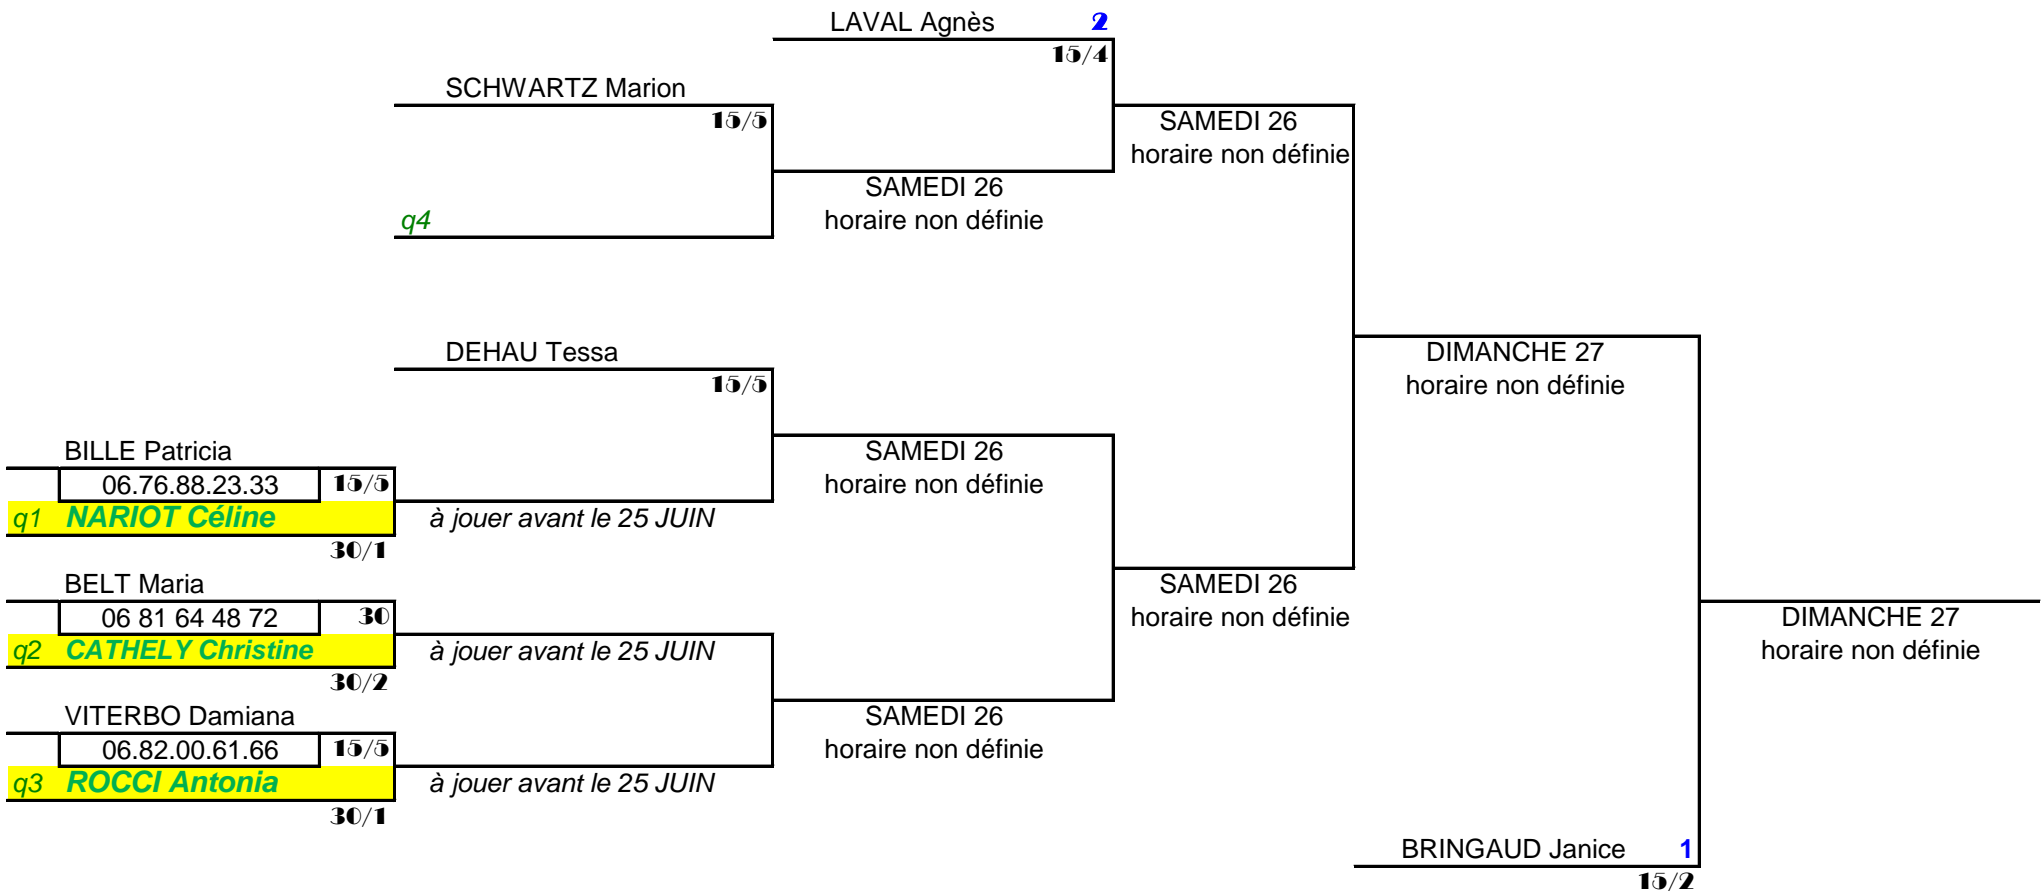 LAVAL Agnès 2
15/4
SCHWARTZ Marion
15/5
SAMEDI 26
horaire non définie
SAMEDI 26
horaire non définie
q4
DEHAU Tessa
15/5
DIMANCHE 27
horaire non définie
BILLE Patricia
06.76.88.23.33 15/5
SAMEDI 26
horaire non définie
q1 NARIOT Céline
à jouer avant le 25 JUIN
30/1
BELT Maria
06 81 64 48 72 30
SAMEDI 26
horaire non définie
q2 CATHELY Christine
à jouer avant le 25 JUIN
30/2
DIMANCHE 27
horaire non définie
VITERBO Damiana
06.82.00.61.66 15/5
SAMEDI 26
horaire non définie
q3 ROCCI Antonia
à jouer avant le 25 JUIN
30/1
BRINGAUD Janice 1
15/2